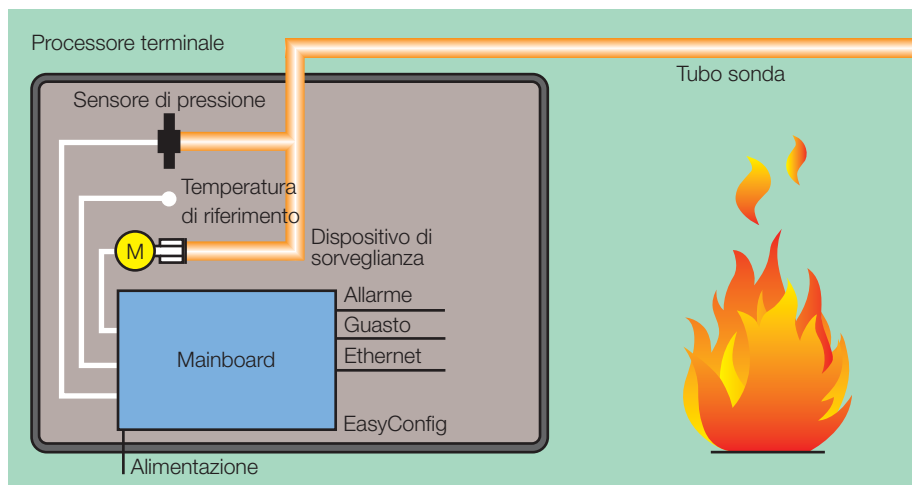 Processore terminale
Tubo sonda
Sensore di pressione
Temperatura
di riferimento
M
Dispositivo di
sorveglianza
Allarme
Guasto
Ethernet
Mainboard
EasyConfig
Alimentazione